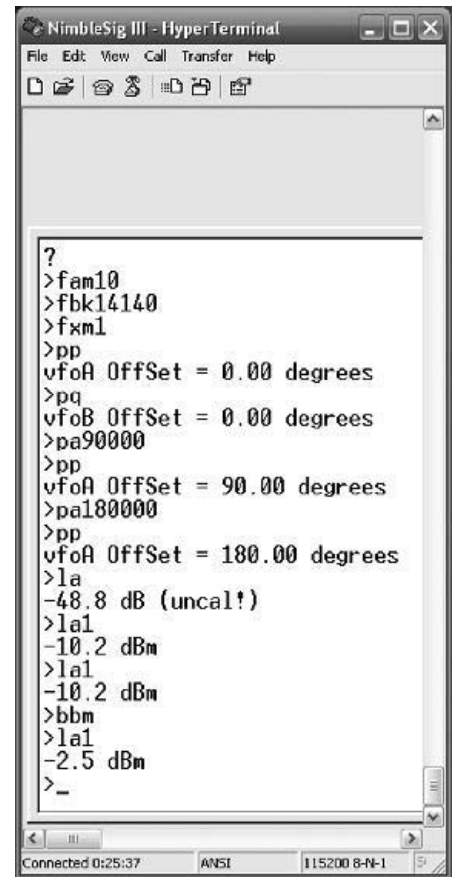 NimbleSig III - HyperTerminal
File Edit View Call Transfer Help
?
>fam10
>fbk14140
>fxm1
>pp
vfoA OffSet = 0.00 degrees
>pq
vfoB OffSet = 0.00 degrees
>pa90000
>pp
vfoA OffSet = 90.00 degrees
>pa180000
>pp
vfoA OffSet = 180.00 degrees
>la
-48.8 dB (uncal!)
>la1
-10.2 dBm
>la1
-10.2 dBm
>bbm
>la1
-2.5 dBm
>_
Connected 0:25:37 ANSI 115200 8-N-1